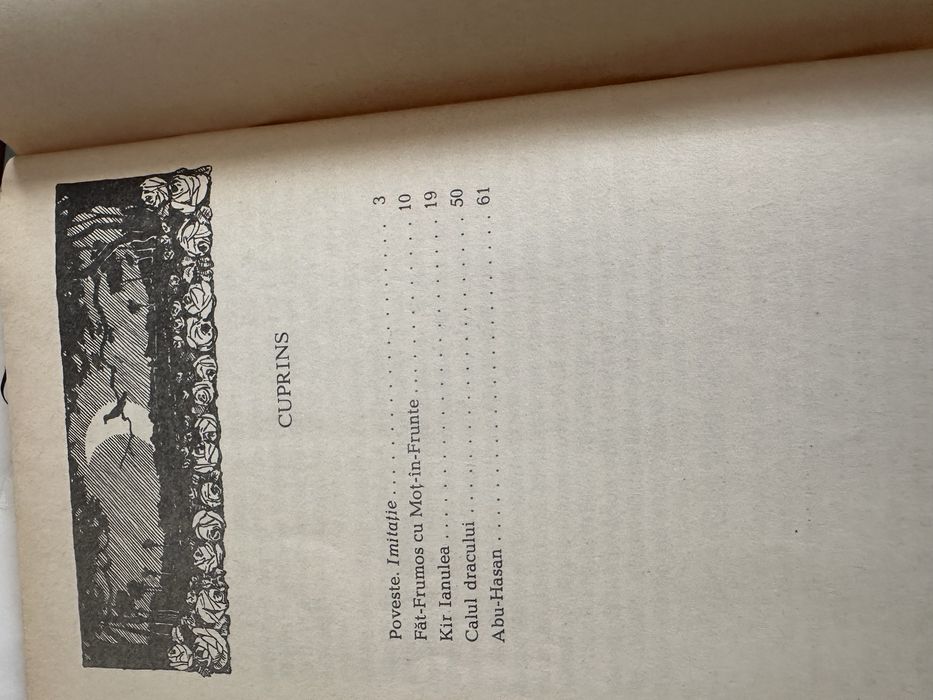 CUPRINS
Poveste. Imitație . . . . . . . . . . . . . . . . . . . 3
Făt-Frumos cu Moț-în-Frunte . . . . . . . . . . . . 10
Kir Ianulea . . . . . . . . . . . . . . . . . . . . . . 19
Calul dracului . . . . . . . . . . . . . . . . . . . . 50
Abu-Hasan . . . . . . . . . . . . . . . . . . . . . . 61